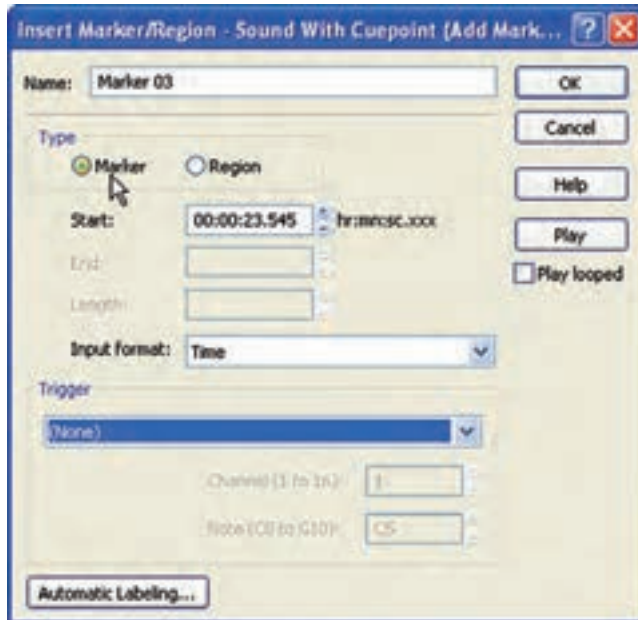 Insert Marker/Region - Sound With Cuepoint (Add Mark...
Name: Marker 03
OK
Cancel
Help
Play
Play looped
Type
Marker Region
Start: 00:00:23.545 hr:mn:sc.xxx
End:
Length:
Input format: Time
Trigger
(None)
Channel (1 to 16): 1
Note (C0 to G10): C5
Automatic Labeling...